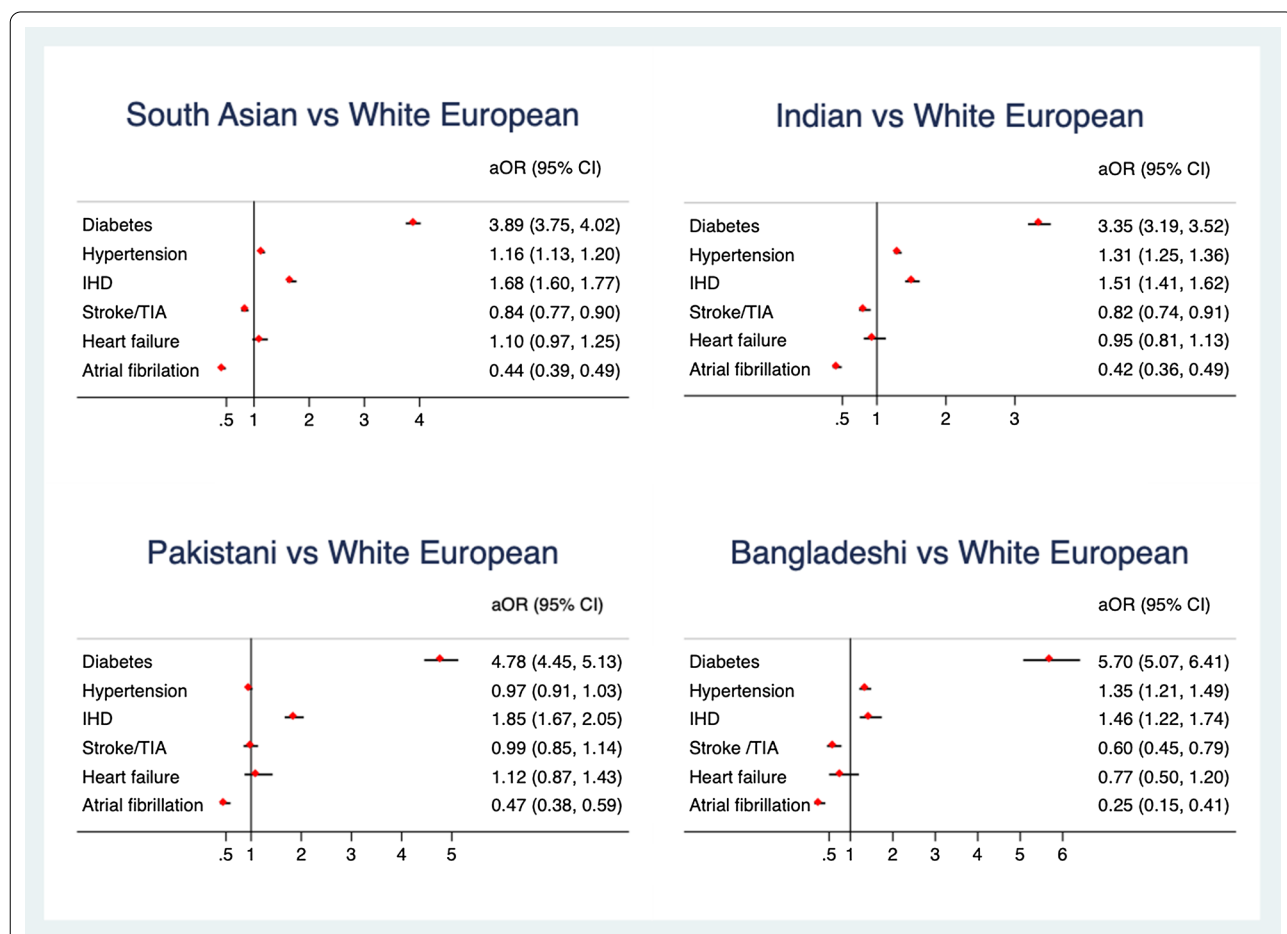 South Asian vs White European
aOR (95% CI)
Diabetes 3.89 (3.75, 4.02)
Hypertension 1.16 (1.13, 1.20)
IHD 1.68 (1.60, 1.77)
Stroke/TIA 0.84 (0.77, 0.90)
Heart failure 1.10 (0.97, 1.25)
Atrial fibrilation 0.44 (0.39, 0.49)
.5 1 2 3 4
Indian vs White European
aOR (95% CI)
Diabetes 3.35 (3.19, 3.52)
Hypertension 1.31 (1.25, 1.36)
IHD 1.51 (1.41, 1.62)
Stroke/TIA 0.82 (0.74, 0.91)
Heart failure 0.95 (0.81, 1.13)
Atrial fibrillation 0.42 (0.36, 0.49)
.5 1 2 3
Pakistani vs White European
aOR (95% CI)
Diabetes 4.78 (4.45, 5.13)
Hypertension 0.97 (0.91, 1.03)
IHD 1.85 (1.67, 2.05)
Stroke/TIA 0.99 (0.85, 1.14)
Heart failure 1.12 (0.87, 1.43)
Atrial fibrillation 0.47 (0.38, 0.59)
.5 1 2 3 4 5
Bangladeshi vs White European
aOR (95% CI)
Diabetes 5.70 (5.07, 6.41)
Hypertension 1.35 (1.21, 1.49)
IHD 1.46 (1.22, 1.74)
Stroke /TIA 0.60 (0.45, 0.79)
Heart failure 0.77 (0.50, 1.20)
Atrial fibrillation 0.25 (0.15, 0.41)
.5 1 2 3 4 5 6